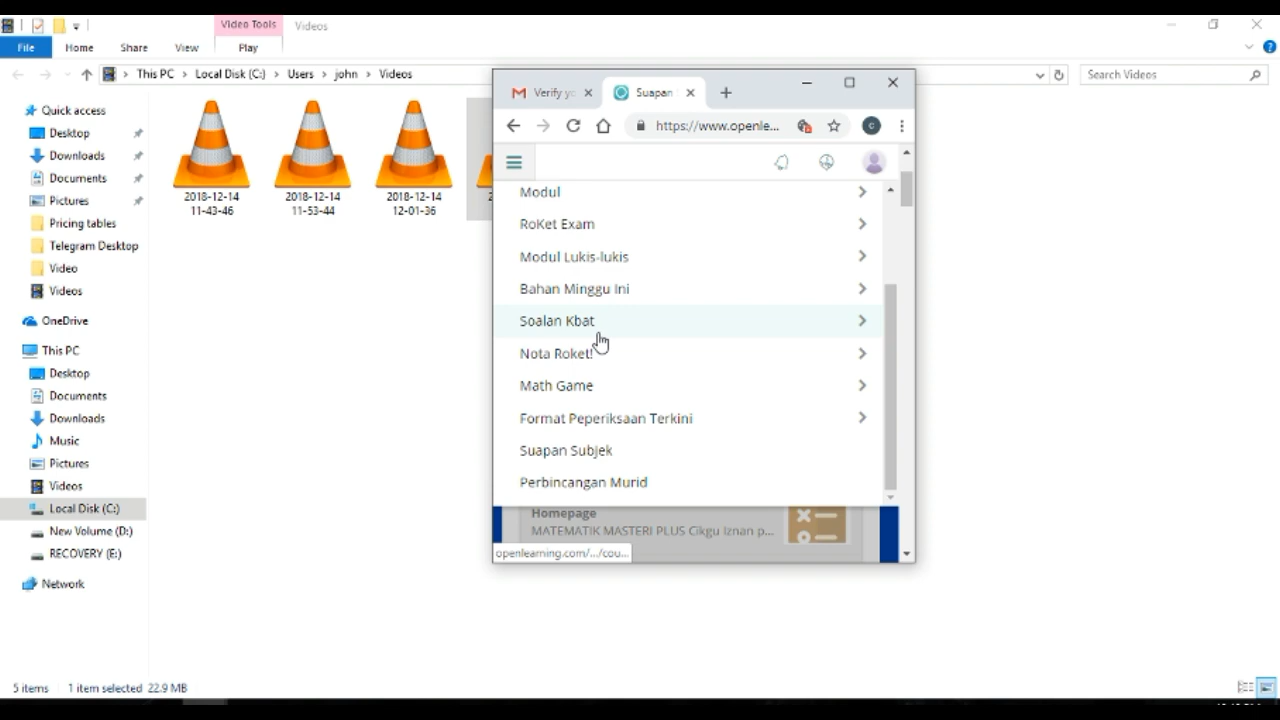 Video Tools
Videos
File
Home
Share
View
Play
This PC
Local Disk (C:)
Users
john
Videos
Search Videos
Quick access
Desktop
Downloads
Documents
Pictures
Pricing tables
Telegram Desktop
Video
Videos
OneDrive
This PC
Desktop
Documents
Downloads
Music
Pictures
Videos
Local Disk (C:)
New Volume (D:)
RECOVERY (E:)
Network
2018-12-14
11-43-46
2018-12-14
11-53-44
2018-12-14
12-01-36
Verify yo
Suapan
https://www.openle...
c
Modul
RoKet Exam
Modul Lukis-lukis
Bahan Minggu Ini
Soalan Kbat
Nota Roket!
Math Game
Format Peperiksaan Terkini
Suapan Subjek
Perbincangan Murid
Homepage
MATEMATIK MASTERI PLUS Cikgu Iznan p...
openlearning.com/.../cou...
5 items
1 item selected 22.9 MB